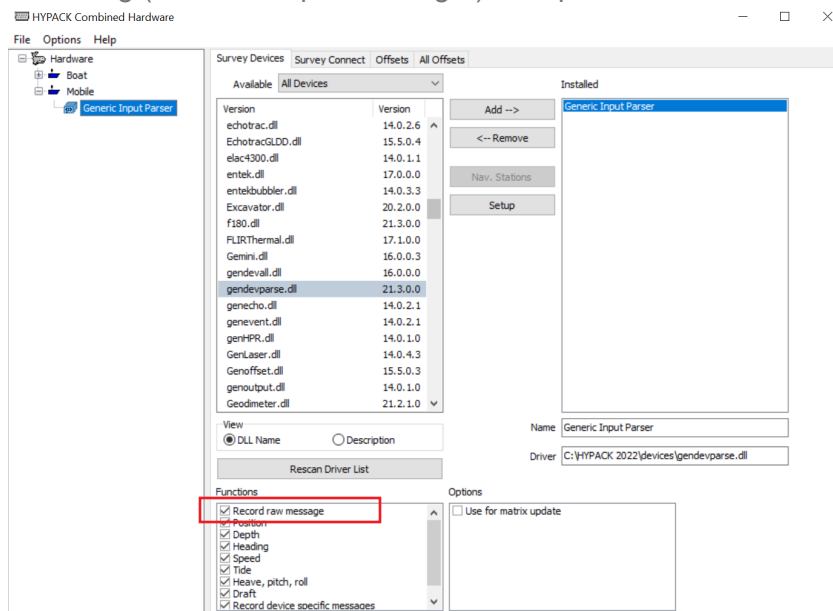 HYPACK Combined Hardware
File Options Help
Hardware
Boat
Mobile
Generic Input Parser
Survey Devices Survey Connect Offsets All Offsets
Available All Devices
Version Version
echotrac.dll 14.0.2.6
EchotracGLDD.dll 15.5.0.4
elac4300.dll 14.0.1.1
entek.dll 17.0.0.0
entekbubbler.dll 14.0.3.3
Excavator.dll 20.2.0.0
f180.dll 21.3.0.0
FLIRThermal.dll 17.1.0.0
Gemini.dll 16.0.0.3
gendevall.dll 16.0.0.0
gendevparse.dll 21.3.0.0
genecho.dll 14.0.2.1
genevent.dll 14.0.2.1
genHPR.dll 14.0.1.0
GenLaser.dll 14.0.4.3
Genoffset.dll 15.5.0.3
genoutput.dll 14.0.1.0
Geodimeter.dll 21.2.1.0
View
DLL Name Description
Rescan Driver List
Add -->
<-- Remove
Nav. Stations
Setup
Installed
Generic Input Parser
Name Generic Input Parser
Driver C:\HYPACK 2022\devices\gendevparse.dll
Functions
Record raw message
Position
Depth
Heading
Speed
Tide
Heave, pitch, roll
Draft
Record device specific messages
Options
Use for matrix update